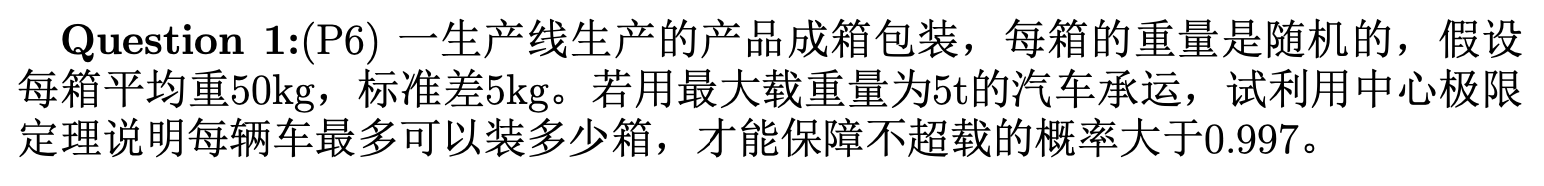 Question 1:(P6) 一生产线生产的产品成箱包装，每箱的重量是随机的，假设
每箱平均重50kg，标准差5kg。若用最大载重量为5t的汽车承运，试利用中心极限
定理说明每辆车最多可以装多少箱，才能保障不超载的概率大于0.997。